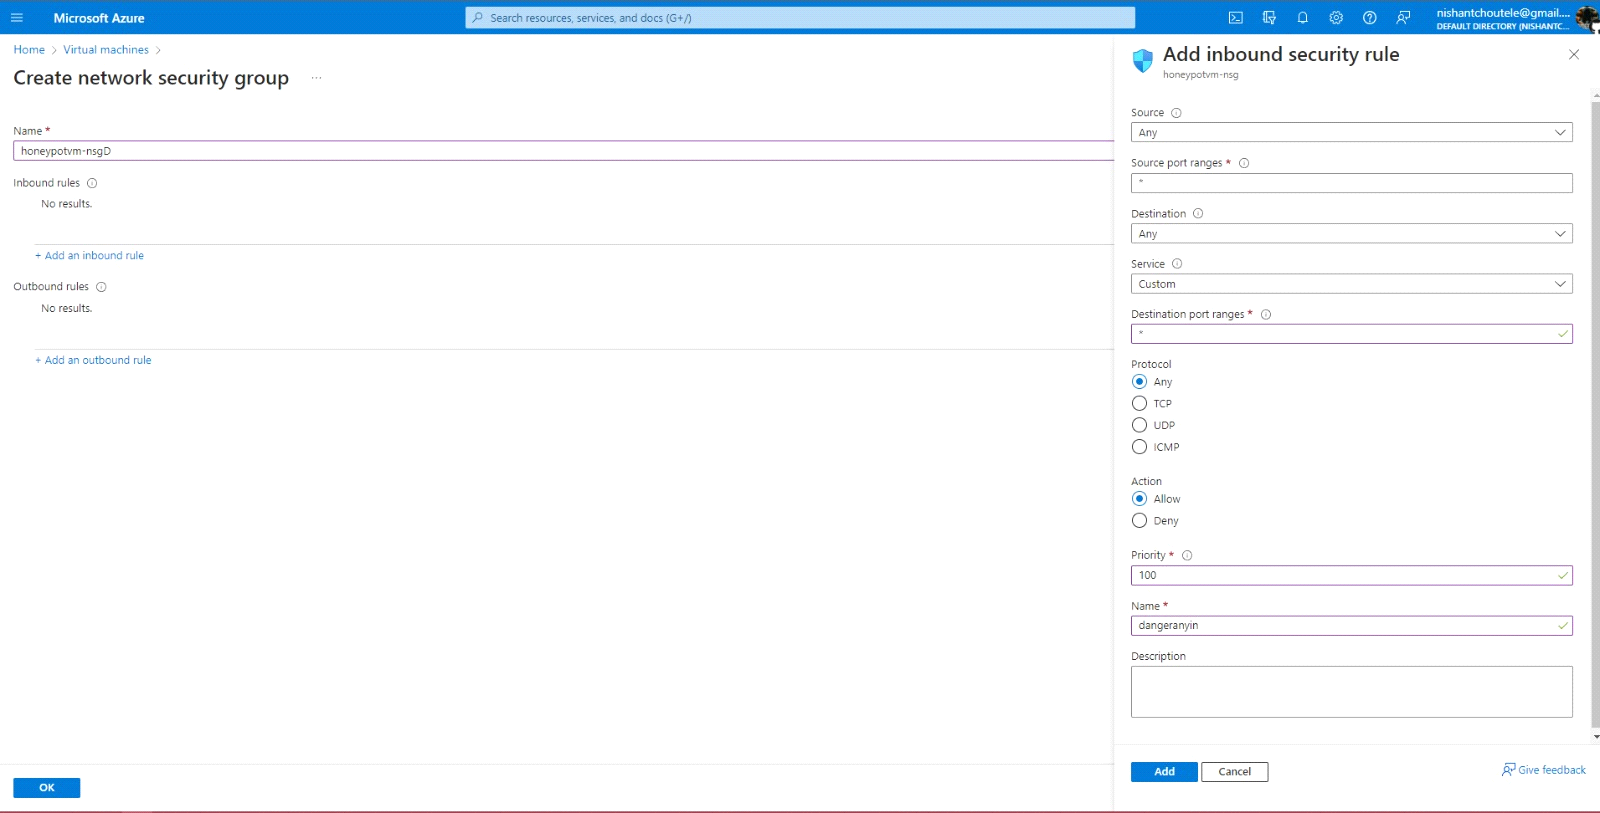 Microsoft Azure
Search resources, services, and docs (G+/)
nishantchoutele@gmail....
DEFAULT DIRECTORY (NISHANTC...
Home > Virtual machines >
Create network security group ...
Name *
honeypotvm-nsgD
Inbound rules
No results.
+ Add an inbound rule
Outbound rules
No results.
+ Add an outbound rule
OK
Add inbound security rule
honeypotvm-nsg
Source
Any
Source port ranges *
*
Destination
Any
Service
Custom
Destination port ranges *
*
Protocol
Any
TCP
UDP
ICMP
Action
Allow
Deny
Priority *
100
Name *
dangeranyin
Description
Add
Cancel
Give feedback